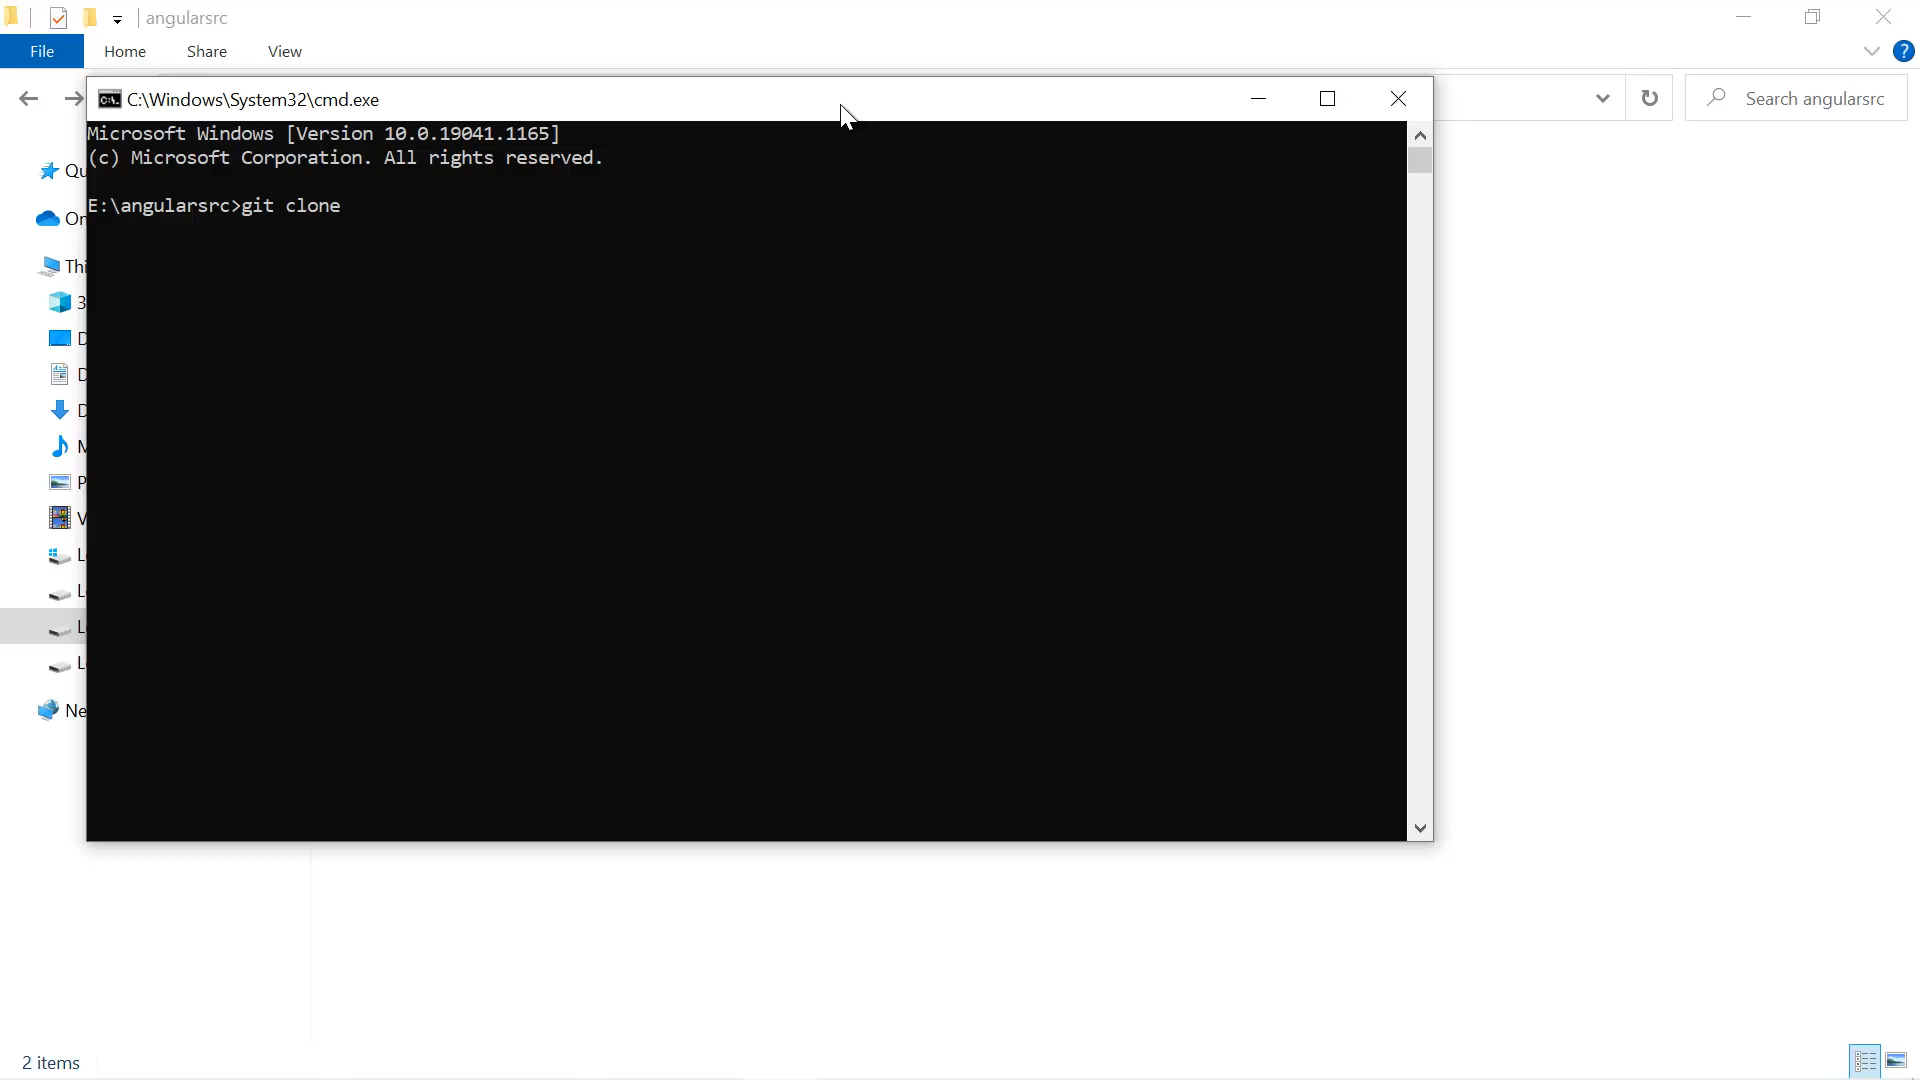 angularsrc
File Home Share View
?
C:\Windows\System32\cmd.exe
Search angularsrc
Microsoft Windows [Version 10.0.19041.1165]
(c) Microsoft Corporation. All rights reserved.
E:\angularsrc>git clone
2 items